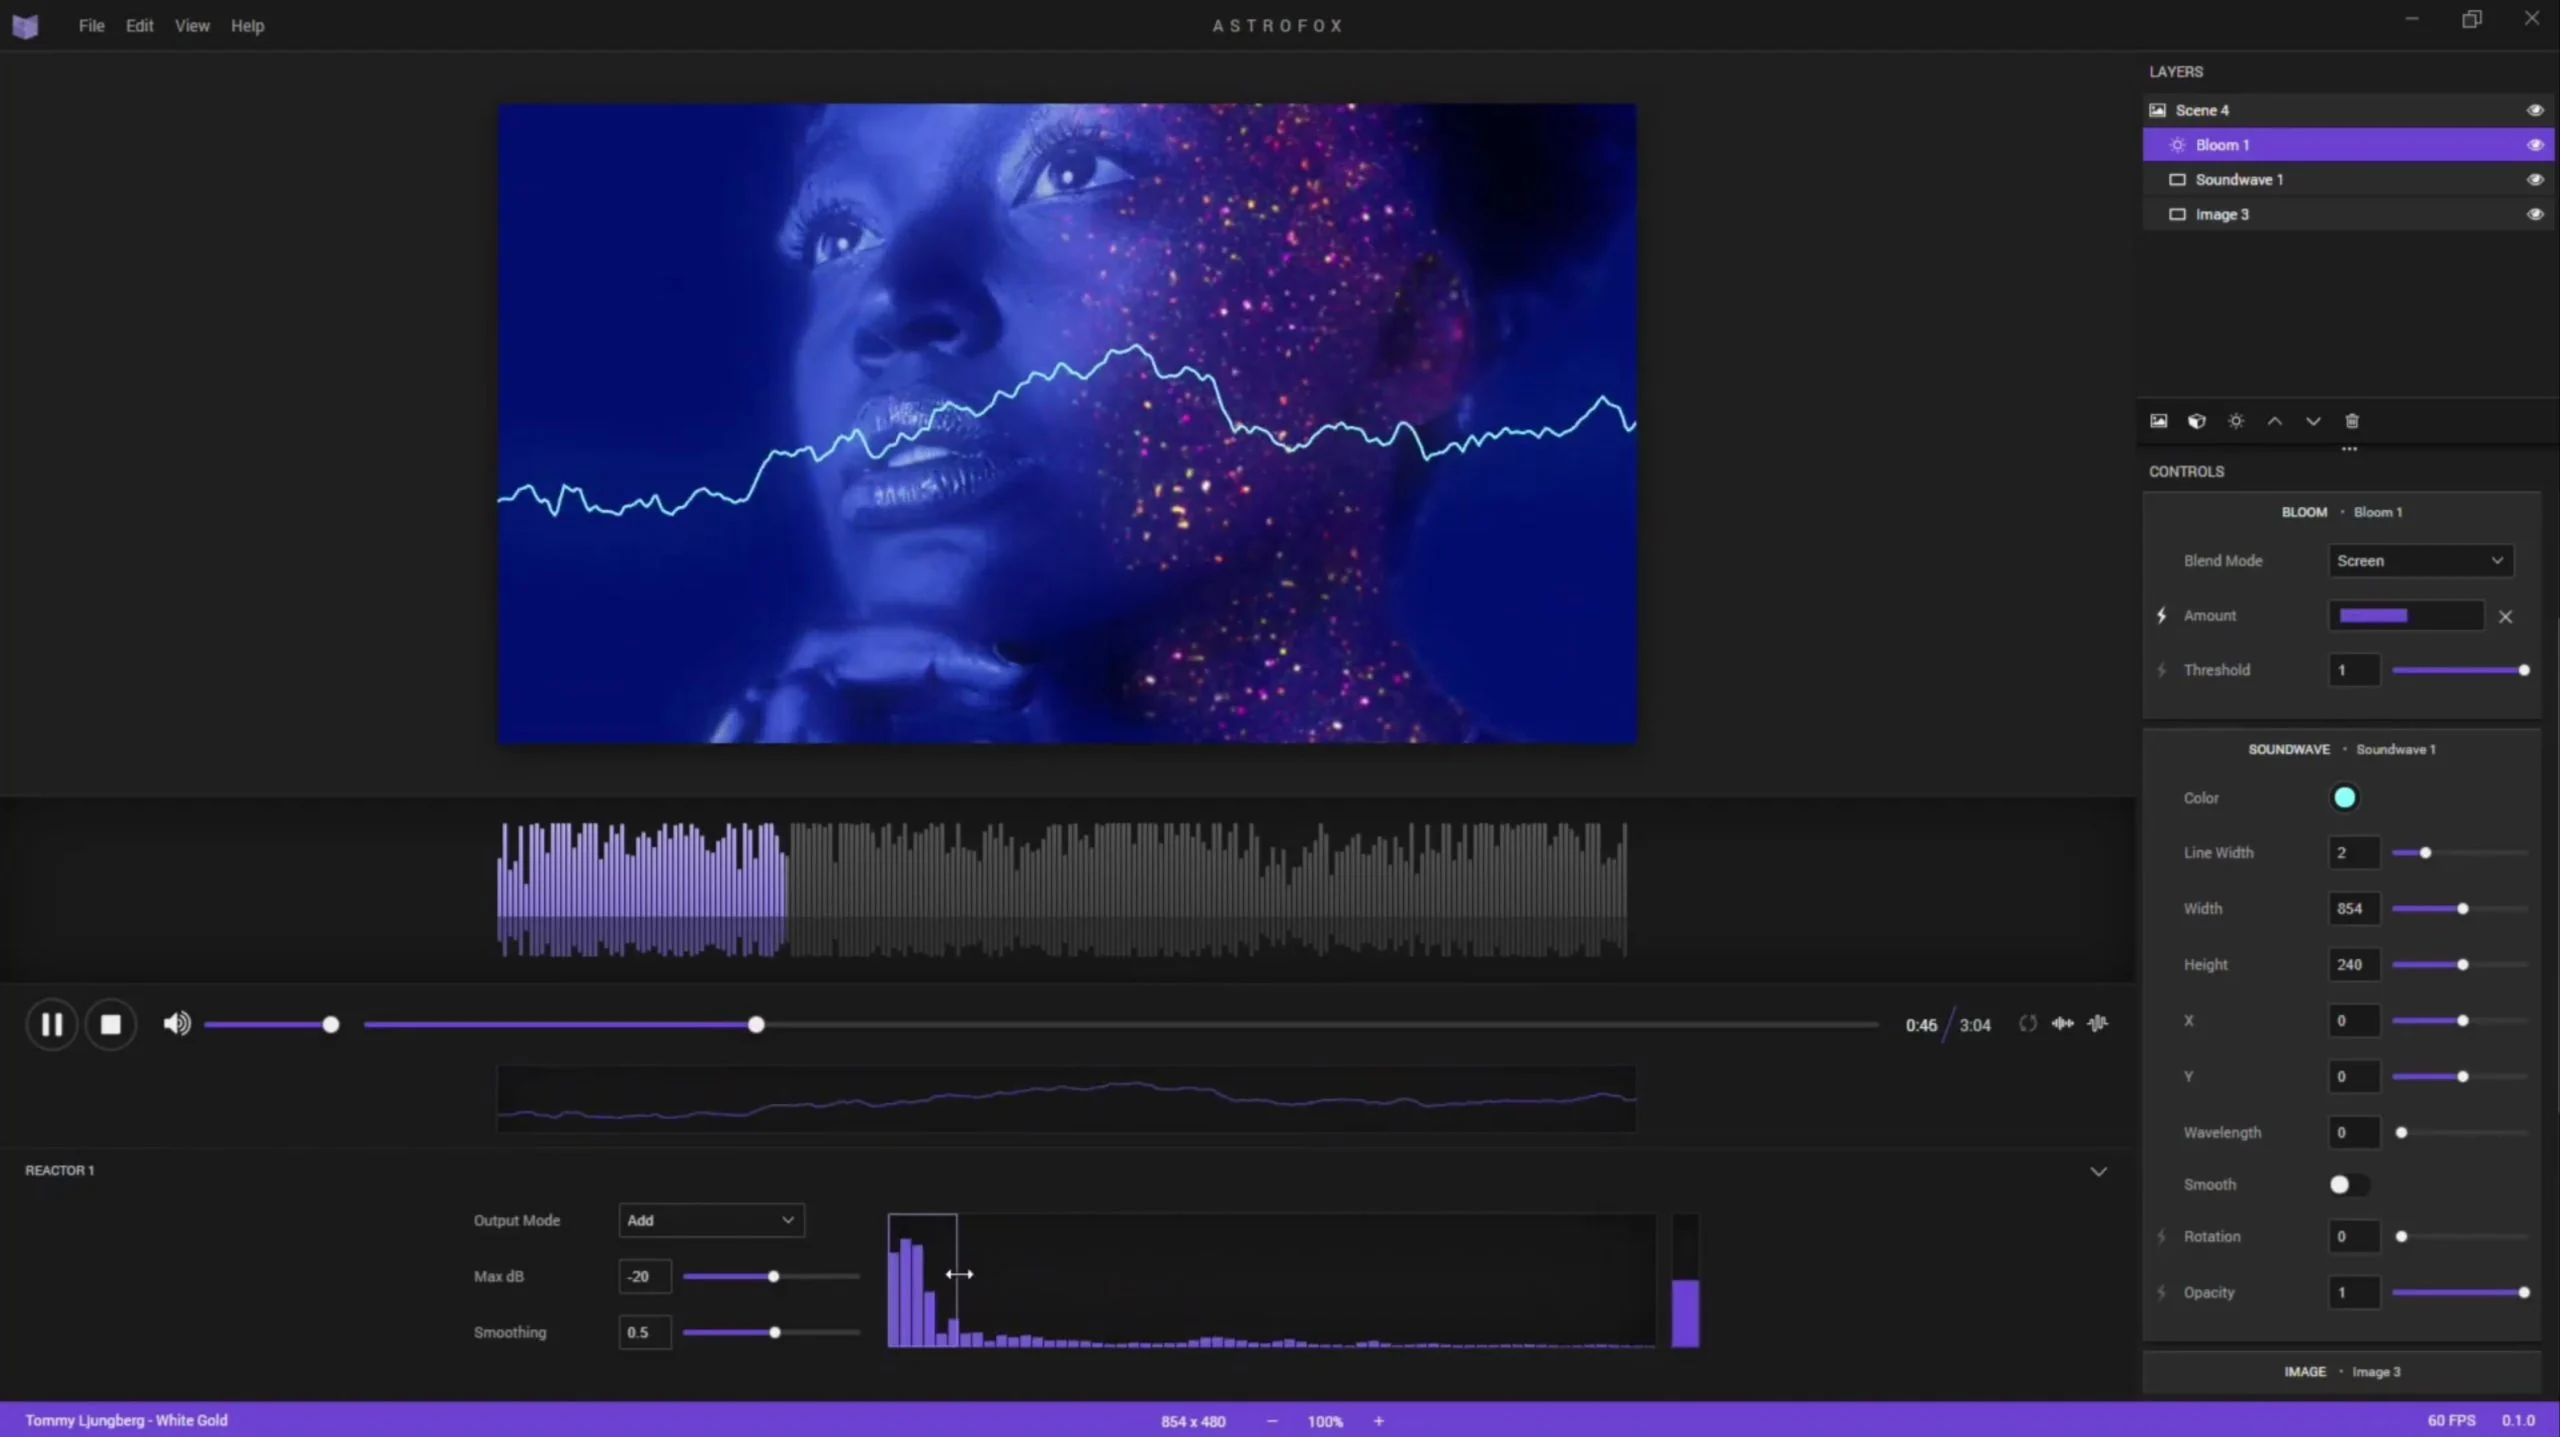 File Edit View Help
ASTROFOX
LAYERS
Scene 4
Bloom 1
Soundwave 1
Image 3
CONTROLS
BLOOM • Bloom 1
Blend Mode Screen
Amount
Threshold 1
SOUNDWAVE • Soundwave 1
Color
Line Width 2
Width 854
Height 240
X 0
Y 0
Wavelength 0
Smooth
Rotation 0
Opacity 1
IMAGE • Image 3
0:46 / 3:04
REACTOR 1
Output Mode Add
Max dB -20
Smoothing 0.5
Tommy Ljungberg - White Gold
854 x 480 − 100% +
60 FPS 0.1.0